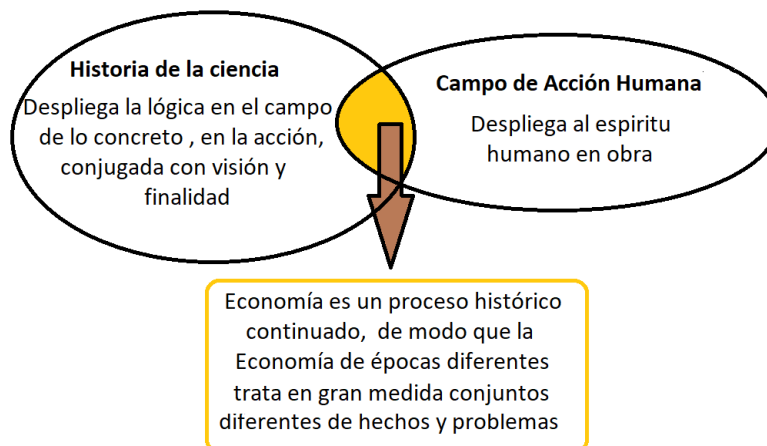 Historia de la ciencia
Despliega la lógica en el campo
de lo concreto , en la acción,
conjugada con visión y
finalidad
Campo de Acción Humana
Despliega al espiritu
humano en obra
Economía es un proceso histórico
continuado, de modo que la
Economía de épocas diferentes
trata en gran medida conjuntos
diferentes de hechos y problemas